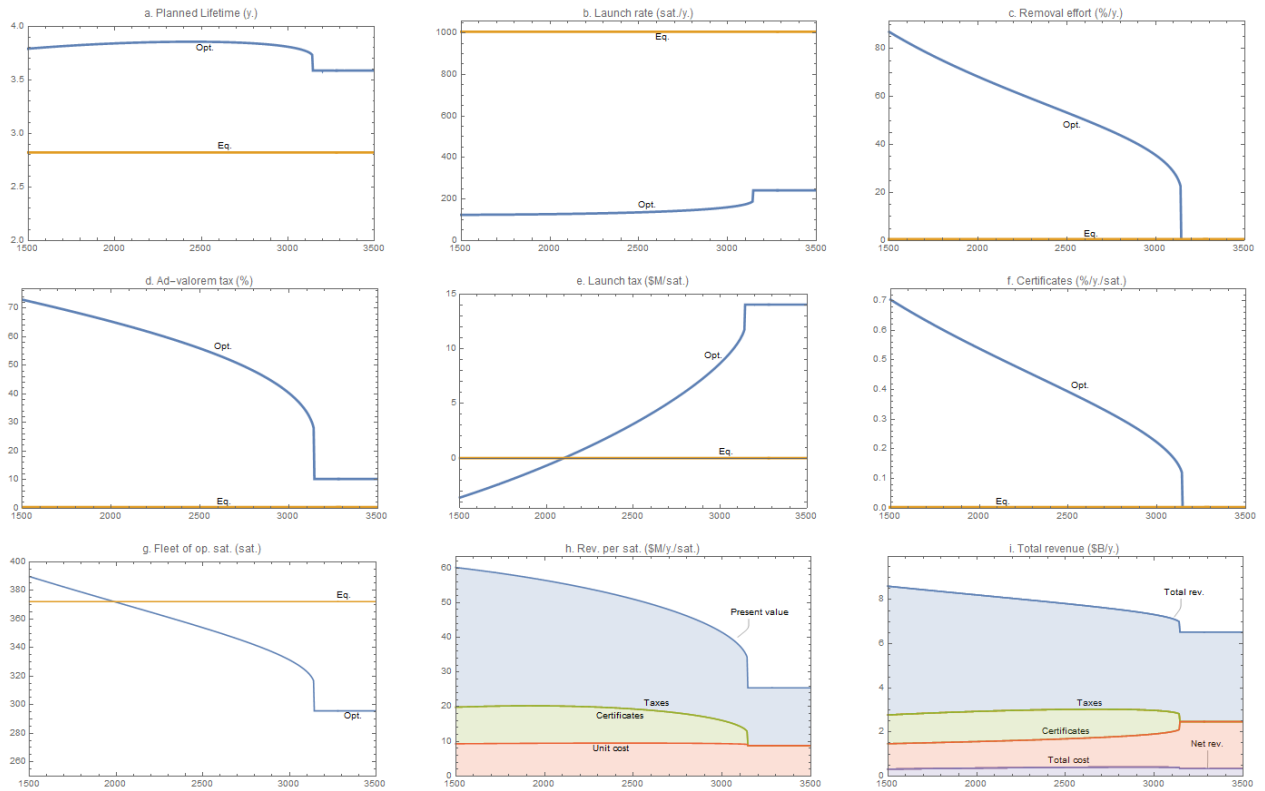 a. Planned Lifetime (y.)
4.0
3.5
3.0
2.5
2.0
Opt.
Eq.
1500 2000 2500 3000 3500
b. Launch rate (sat./y.)
1000
800
600
400
200
0
Eq.
Opt.
1500 2000 2500 3000 3500
c. Removal effort (%/y.)
80
60
40
20
0
Opt.
Eq.
1500 2000 2500 3000 3500
d. Ad-valorem tax (%)
70
60
50
40
30
20
10
0
Opt.
Eq.
1500 2000 2500 3000 3500
e. Launch tax ($M/sat.)
15
10
5
0
Opt.
Eq.
1500 2000 2500 3000 3500
f. Certificates (%/y./sat.)
0.7
0.6
0.5
0.4
0.3
0.2
0.1
0.0
Opt.
Eq.
1500 2000 2500 3000 3500
g. Fleet of op. sat. (sat.)
400
380
360
340
320
300
280
260
Eq.
Opt.
1500 2000 2500 3000 3500
h. Rev. per sat. ($M/y./sat.)
60
50
40
30
20
10
0
Present value
Taxes
Certificates
Unit cost
1500 2000 2500 3000 3500
i. Total revenue ($B/y.)
8
6
4
2
0
Total rev.
Taxes
Certificates
Net rev.
Total cost
1500 2000 2500 3000 3500